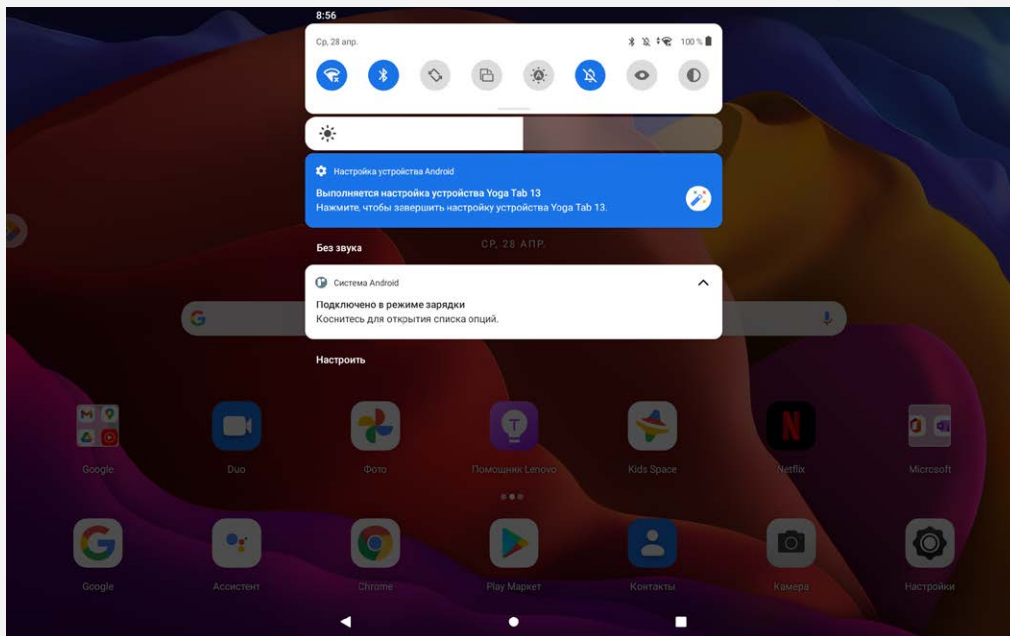 8:56
Ср, 28 апр.
100 %
Настройка устройства Android
Выполняется настройка устройства Yoga Tab 13
Нажмите, чтобы завершить настройку устройства Yoga Tab 13.
СР, 28 АПР.
Без звука
Система Android
Подключено в режиме зарядки
Коснитесь для открытия списка опций.
Настроить
Google
Duo
Фото
Помощник Lenovo
Kids Space
Netflix
Microsoft
Google
Ассистент
Chrome
Play Маркет
Контакты
Камера
Настройки